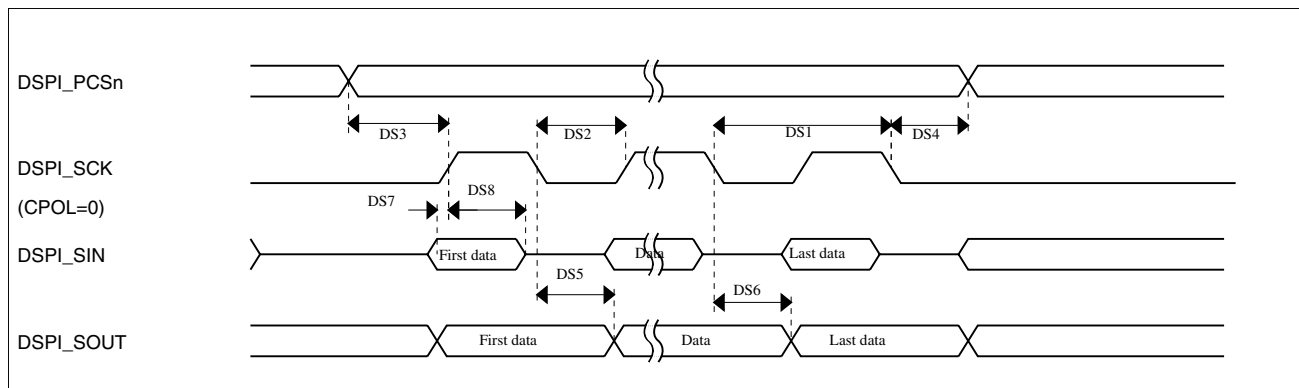 DSPI_PCSn
DS3
DS2
DS1
DS4
DSPI_SCK
DS7
DS8
(CPOL=0)
DSPI_SIN
First data
Data
Last data
DS5
DS6
DSPI_SOUT
First data
Data
Last data